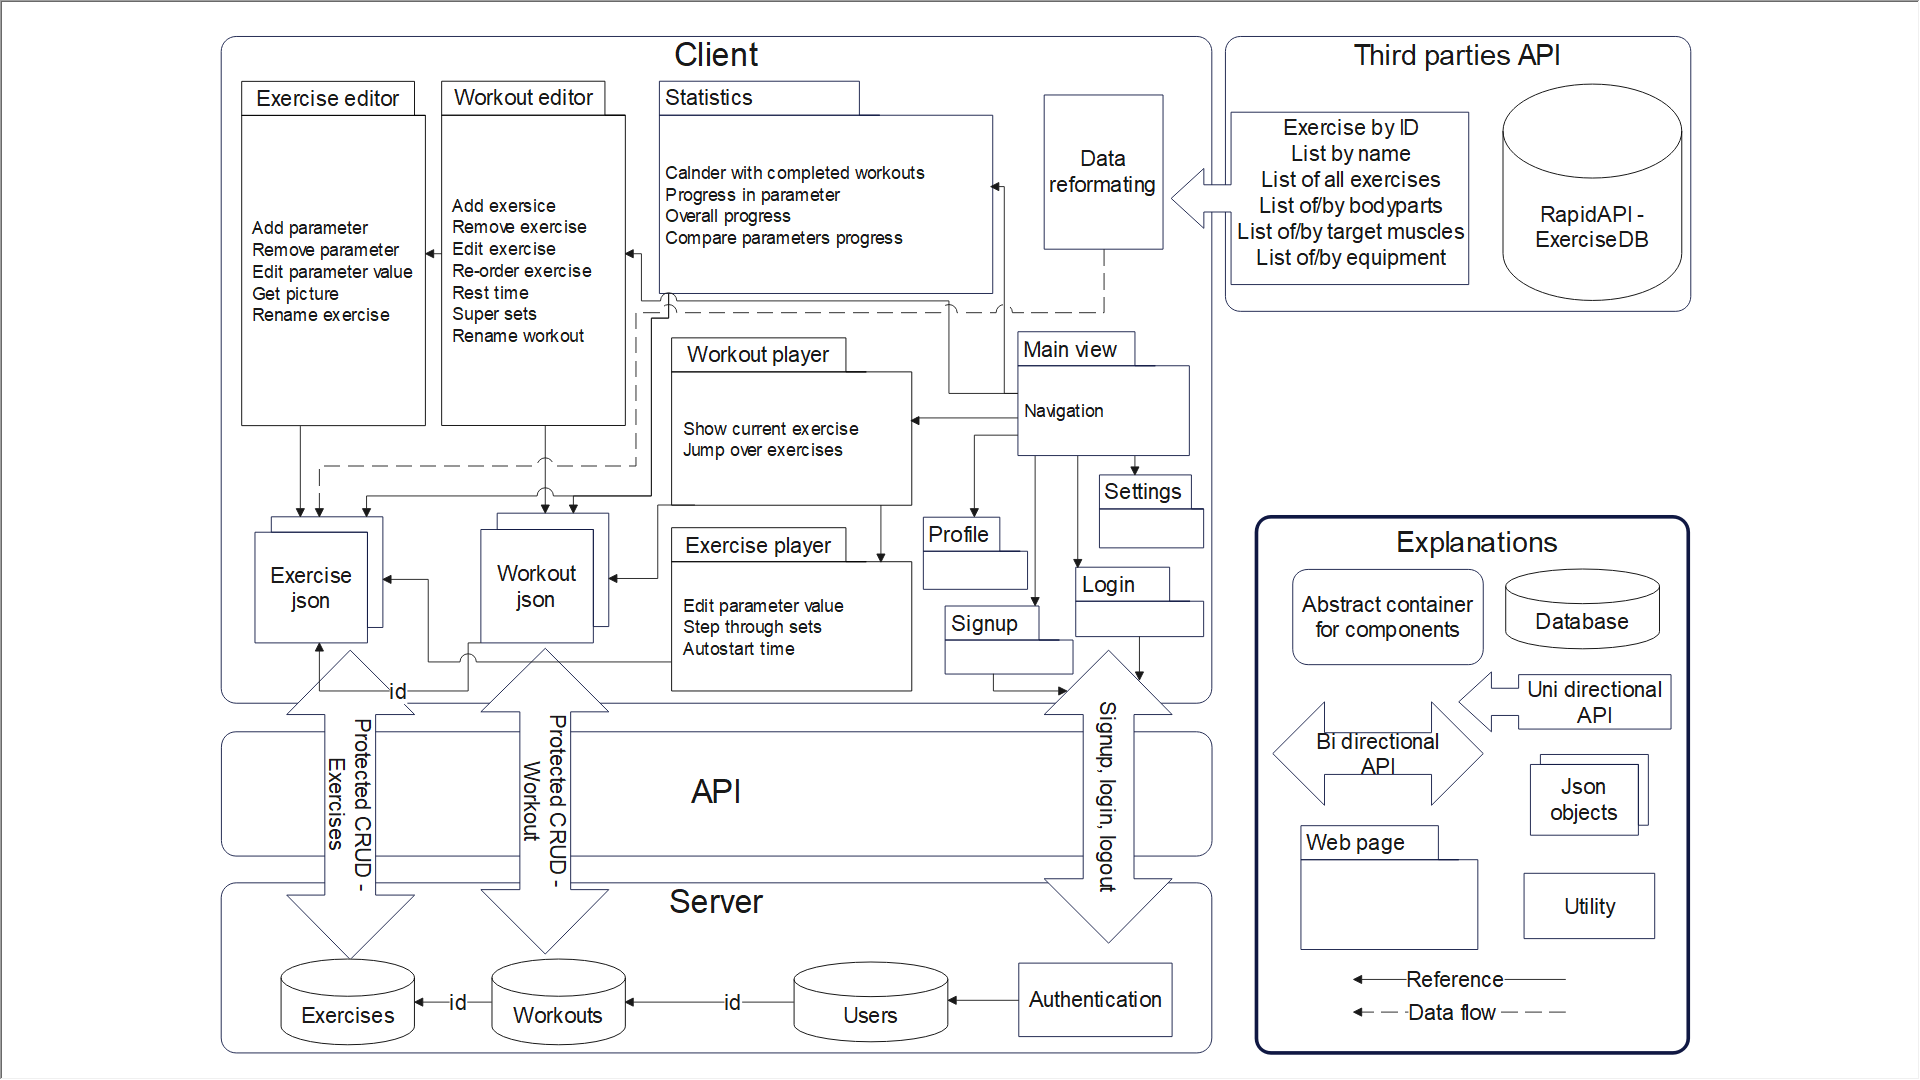 Client
Exercise editor
Add parameter
Remove parameter
Edit parameter value
Get picture
Rename exercise
Workout editor
Add exersice
Remove exercise
Edit exercise
Re-order exercise
Rest time
Super sets
Rename workout
Statistics
Calnder with completed workouts
Progress in parameter
Overall progress
Compare parameters progress
Data
reformating
Third parties API
Exercise by ID
List by name
List of all exercises
List of/by bodyparts
List of/by target muscles
List of/by equipment
RapidAPI -
ExerciseDB
Workout player
Show current exercise
Jump over exercises
Main view
Navigation
Settings
Profile
Login
Signup
Exercise player
Edit parameter value
Step through sets
Autostart time
Exercise
json
Workout
json
id
Protected CRUD -
Exercises
Protected CRUD -
Workout
Signup, login, logout
API
Server
Exercises
id
Workouts
id
Users
Authentication
Explanations
Abstract container
for components
Database
Uni directional
API
Bi directional
API
Json
objects
Web page
Utility
Reference
Data flow